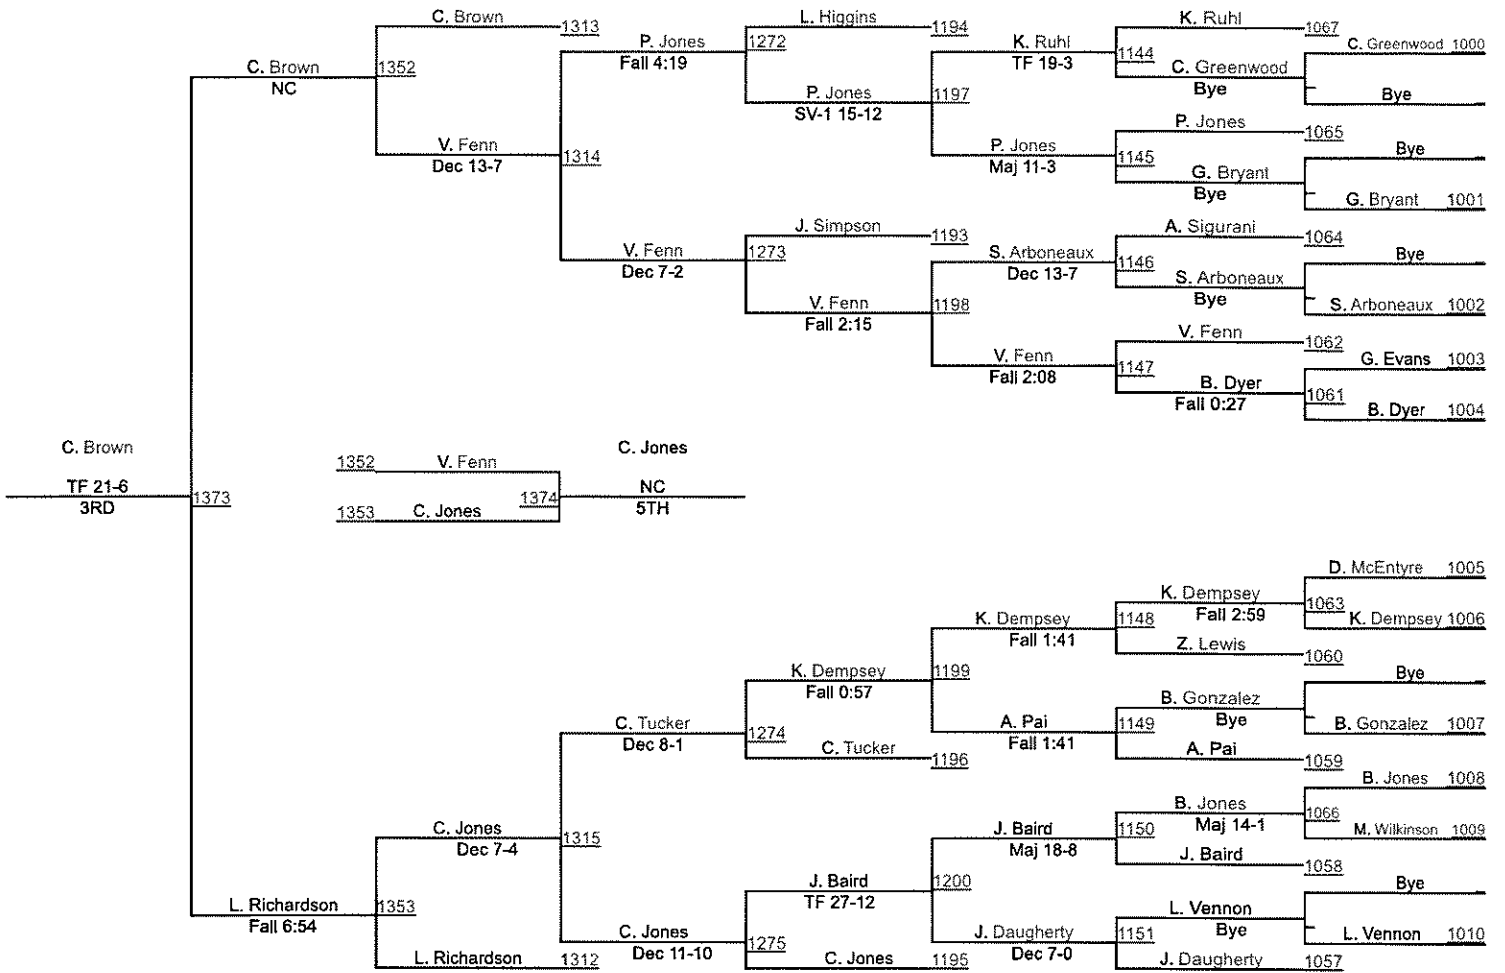 C. Brown 1313
C. Brown 1352
NC
V. Fenn 1314
Dec 13-7
P. Jones 1272
Fall 4:19
L. Higgins 1194
P. Jones 1197
SV-1 15-12
K. Ruhl 1144
TF 19-3
K. Ruhl 1067
C. Greenwood
Bye
C. Greenwood 1000
Bye
P. Jones 1145
Maj 11-3
P. Jones 1065
G. Bryant
Bye
Bye
G. Bryant 1001
V. Fenn 1273
Dec 7-2
J. Simpson 1193
V. Fenn 1198
Fall 2:15
S. Arboneaux 1146
Dec 13-7
A. Sigurani 1064
S. Arboneaux
Bye
Bye
S. Arboneaux 1002
V. Fenn 1147
Fall 2:08
V. Fenn 1062
B. Dyer 1061
Fall 0:27
G. Evans 1003
B. Dyer 1004
C. Brown
TF 21-6 1373
3RD
1352 V. Fenn
1353 C. Jones
1374
C. Jones
NC
5TH
D. McEntyre 1005
K. Dempsey 1063
Fall 2:59
K. Dempsey 1006
K. Dempsey 1148
Fall 1:41
Z. Lewis 1060
K. Dempsey 1199
Fall 0:57
Bye
B. Gonzalez
Bye
B. Gonzalez 1007
A. Pai 1149
Fall 1:41
A. Pai 1059
C. Tucker 1274
Dec 8-1
C. Tucker 1196
B. Jones 1008
B. Jones 1066
Maj 14-1
M. Wilkinson 1009
J. Baird 1150
Maj 18-8
J. Baird 1058
C. Jones 1315
Dec 7-4
J. Baird 1200
TF 27-12
Bye
L. Vennon
Bye
L. Vennon 1010
J. Daugherty 1151
Dec 7-0
J. Daugherty 1057
C. Jones 1275
Dec 11-10
C. Jones 1195
L. Richardson 1353
Fall 6:54
L. Richardson 1312